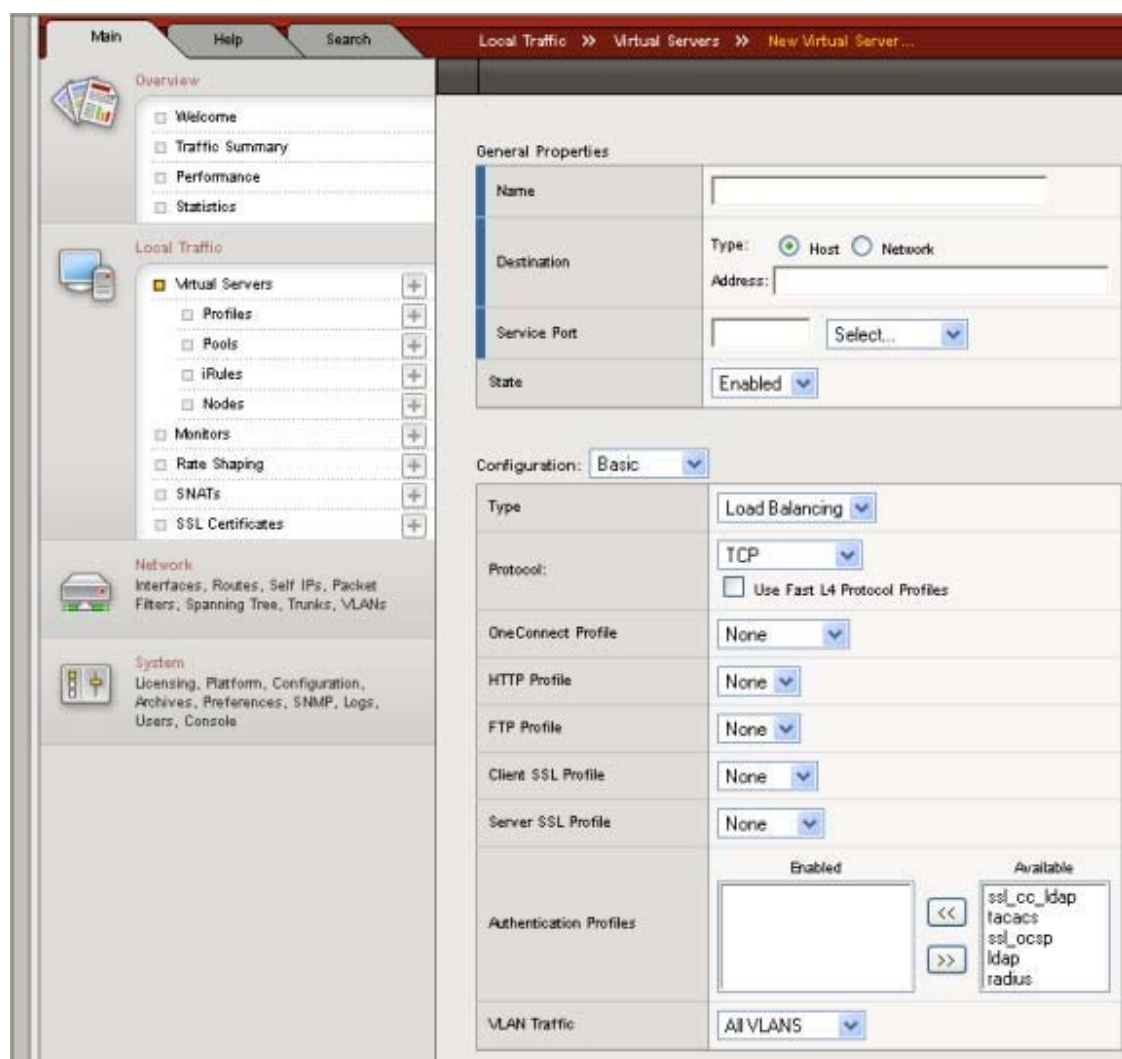 Main Help Search Local Traffic >> Virtual Servers >> New Virtual Server...
Overview
Welcome
Traffic Summary
Performance
Statistics
Local Traffic
Virtual Servers
Profiles
Pools
iRules
Nodes
Monitors
Rate Shaping
SNATs
SSL Certificates
Network
Interfaces, Routes, Self IPs, Packet
Filters, Spanning Tree, Trunks, VLANs
System
Licensing, Platform, Configuration,
Archives, Preferences, SNMP, Logs,
Users, Console
General Properties
Name
Destination
Type: Host Network
Address:
Service Port Select...
State Enabled
Configuration: Basic
Type Load Balancing
Protocol: TCP
Use Fast L4 Protocol Profiles
OneConnect Profile None
HTTP Profile None
FTP Profile None
Client SSL Profile None
Server SSL Profile None
Authentication Profiles
Enabled Available
<< >>
ssl_cc_ldap
tacacs
ssl_ocsp
ldap
radius
VLAN Traffic All VLANS